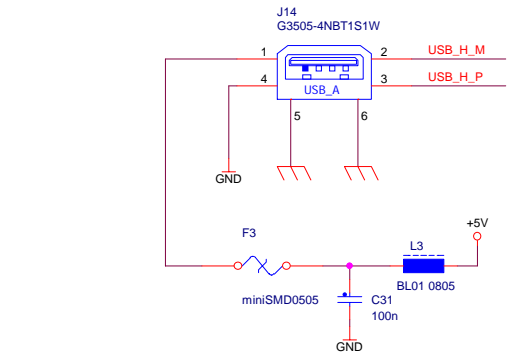 J14
G3505-4NBT1S1W
1
2
USB_H_M
4
3
USB_H_P
USB_A
5
6
GND
+5V
F3
L3
miniSMD0505
C31
BL01 0805
100n
GND